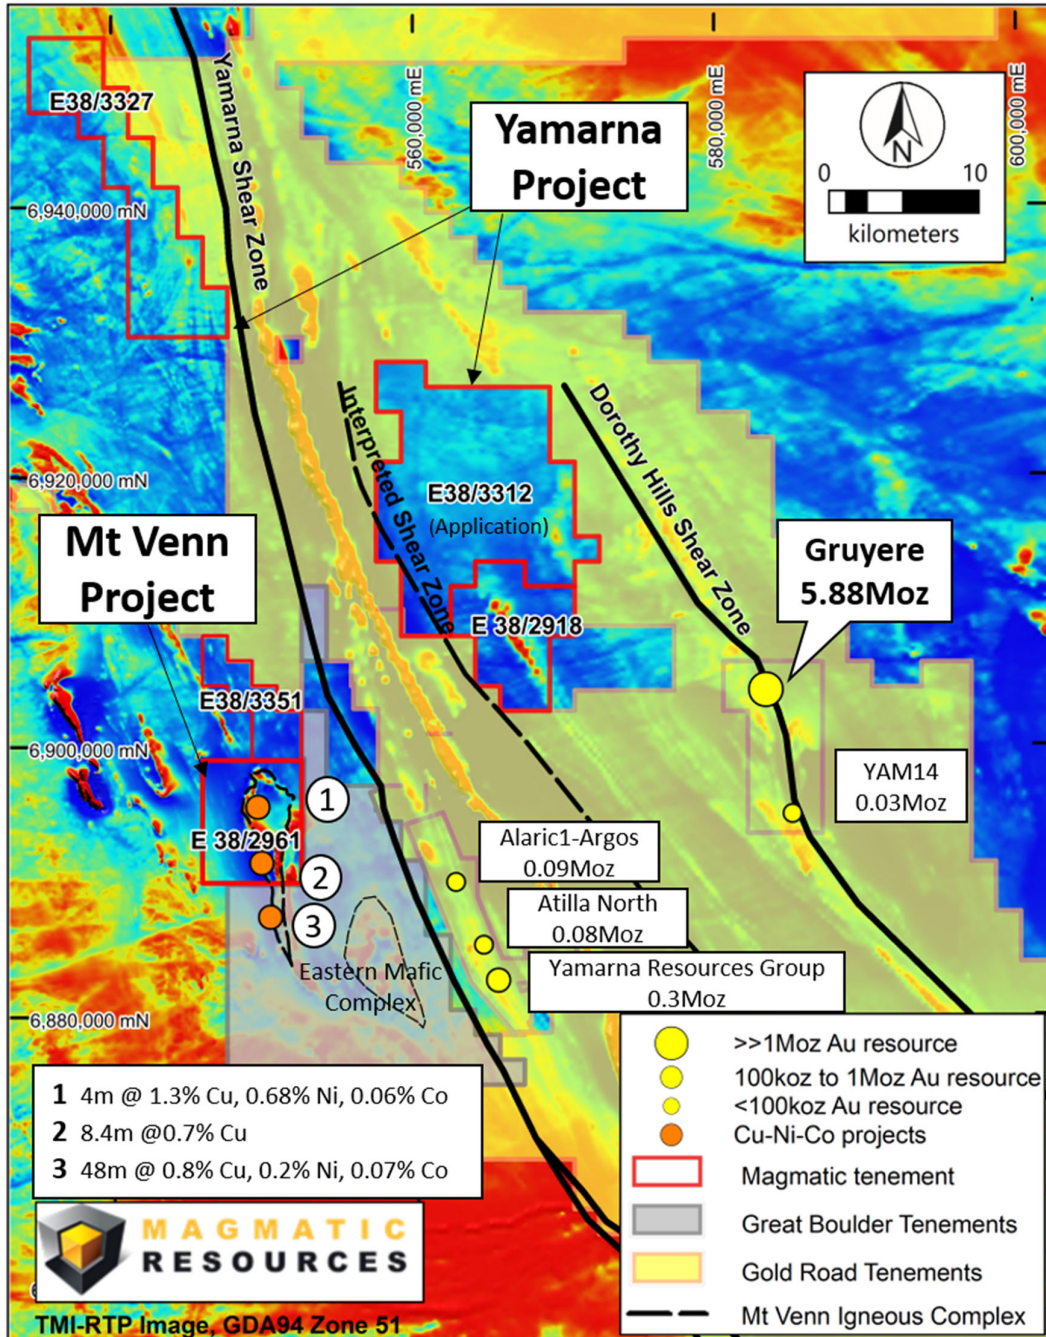 560,000 mE
580,000 mE
600,000 mE
E38/3327
Yamarna Shear Zone
Yamarna
Project
N
0
10
kilometers
6,940,000 mN
Interpreted Shear Zone
Dorothy Hills Shear Zone
6,920,000 mN
E38/3312
(Application)
Mt Venn
Project
Gruyere
5.88Moz
E 38/2918
E38/3351
6,900,000 mN
YAM14
0.03Moz
1
E 38/2961
2
3
Alaric1-Argos
0.09Moz
Atilla North
0.08Moz
Eastern Mafic
Complex
Yamarna Resources Group
0.3Moz
6,880,000 mN
1 4m @ 1.3% Cu, 0.68% Ni, 0.06% Co
2 8.4m @0.7% Cu
3 48m @ 0.8% Cu, 0.2% Ni, 0.07% Co
>>1Moz Au resource
100koz to 1Moz Au resource
<100koz Au resource
Cu-Ni-Co projects
Magmatic tenement
Great Boulder Tenements
Gold Road Tenements
Mt Venn Igneous Complex
MAGMATIC
RESOURCES
TMI-RTP Image, GDA94 Zone 51